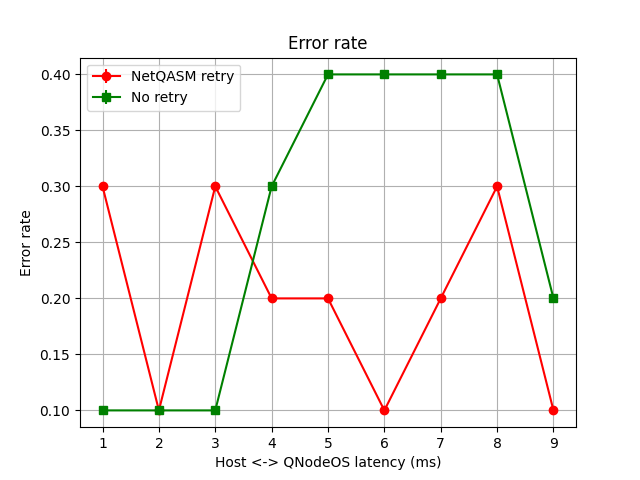 Error rate
NetQASM retry
No retry
0.40
0.35
0.30
0.25
0.20
0.15
0.10
Error rate
1 2 3 4 5 6 7 8 9
Host <-> QNodeOS latency (ms)